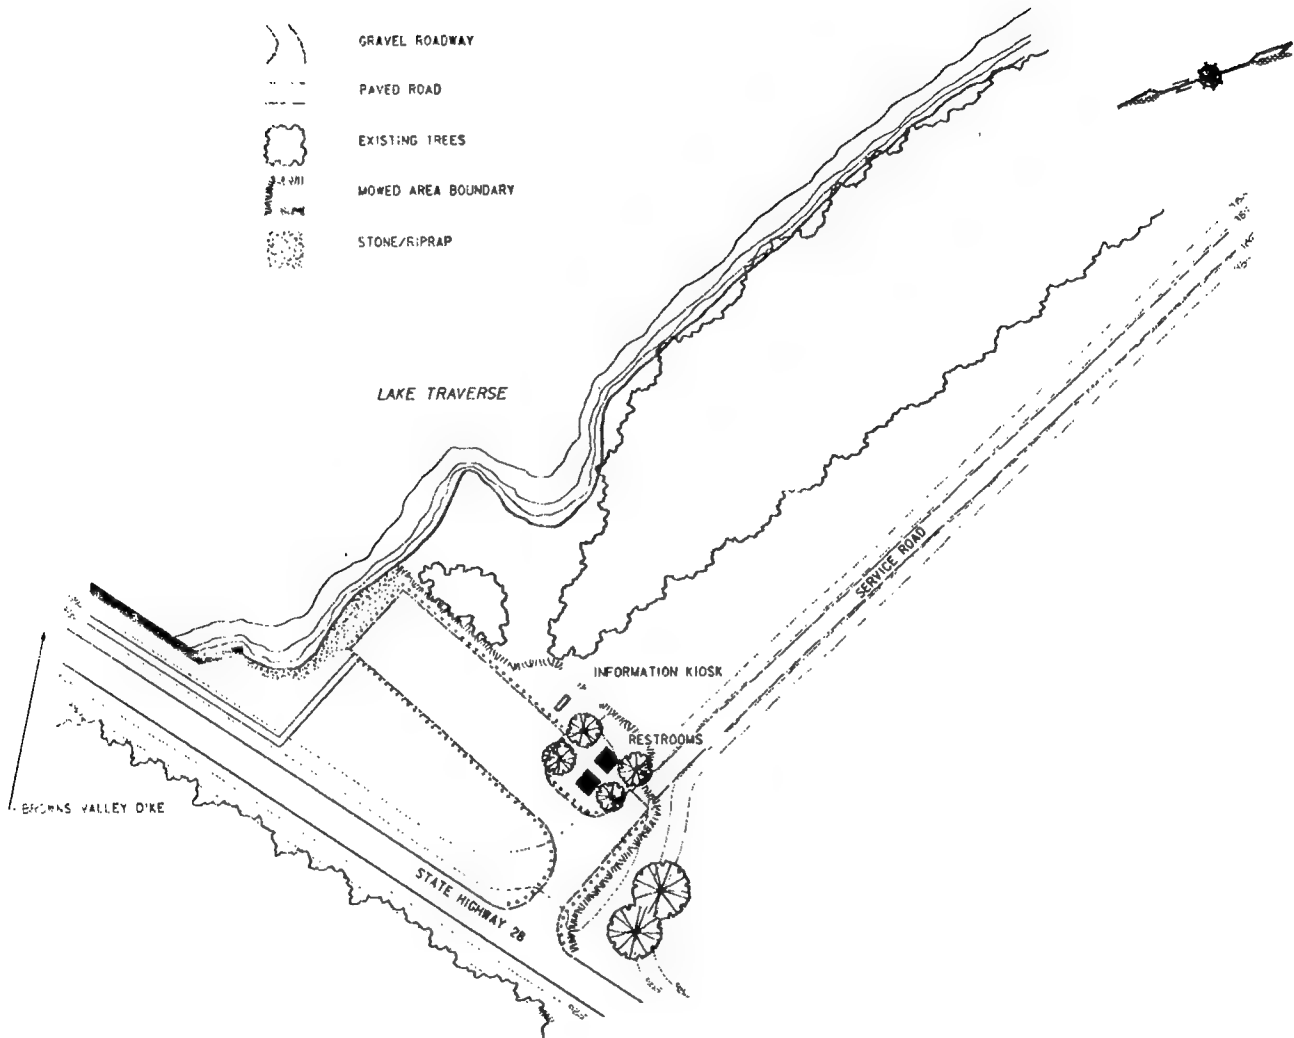 GRAVEL ROADWAY
PAVED ROAD
EXISTING TREES
MOWED AREA BOUNDARY
STONE/RIPRAP
LAKE TRAVERSE
SERVICE ROAD
INFORMATION KIOSK
RESTROOMS
BROWNS VALLEY DIKE
STATE HIGHWAY 28